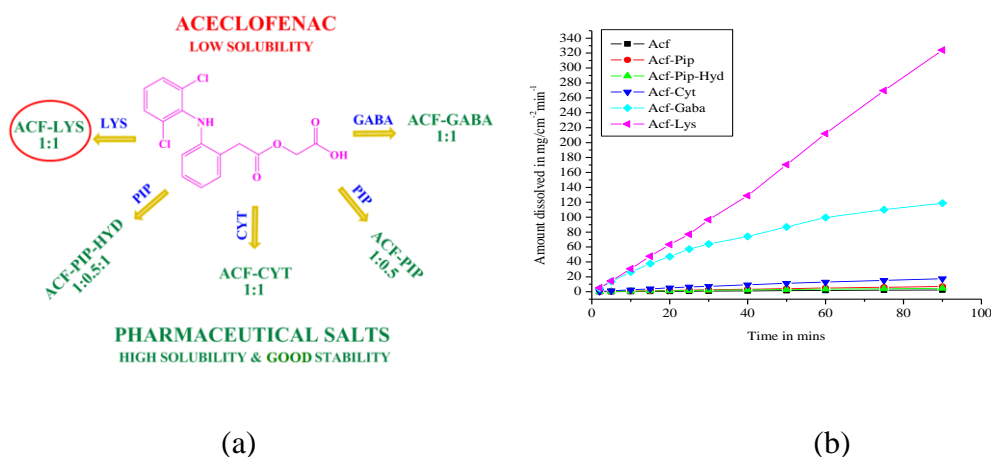 ACECLOFENAC
LOW SOLUBILITY
Cl
NH
Cl
O
O
O
OH
LYS
ACF-LYS
1:1
GABA
ACF-GABA
1:1
PIP
ACF-PIP-HYD
1:0.5:1
CYT
ACF-CYT
1:1
PIP
ACF-PIP
1:0.5
PHARMACEUTICAL SALTS
HIGH SOLUBILITY & GOOD STABILITY
(a)
Amount dissolved in mg/cm⁻² min⁻¹
340
320
300
280
260
240
220
200
180
160
140
120
100
80
60
40
20
0
Acf
Acf-Pip
Acf-Pip-Hyd
Acf-Cyt
Acf-Gaba
Acf-Lys
0 20 40 60 80 100
Time in mins
(b)